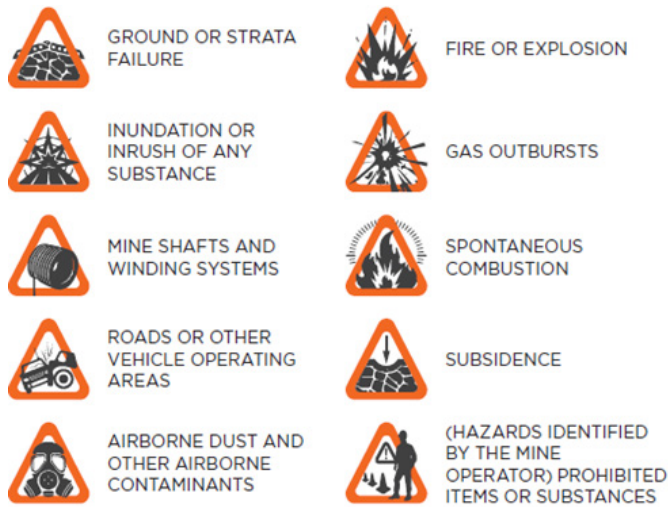 GROUND OR STRATA
FAILURE
FIRE OR EXPLOSION
INUNDATION OR
INRUSH OF ANY
SUBSTANCE
GAS OUTBURSTS
MINE SHAFTS AND
WINDING SYSTEMS
SPONTANEOUS
COMBUSTION
ROADS OR OTHER
VEHICLE OPERATING
AREAS
SUBSIDENCE
AIRBORNE DUST AND
OTHER AIRBORNE
CONTAMINANTS
(HAZARDS IDENTIFIED
BY THE MINE
OPERATOR) PROHIBITED
ITEMS OR SUBSTANCES